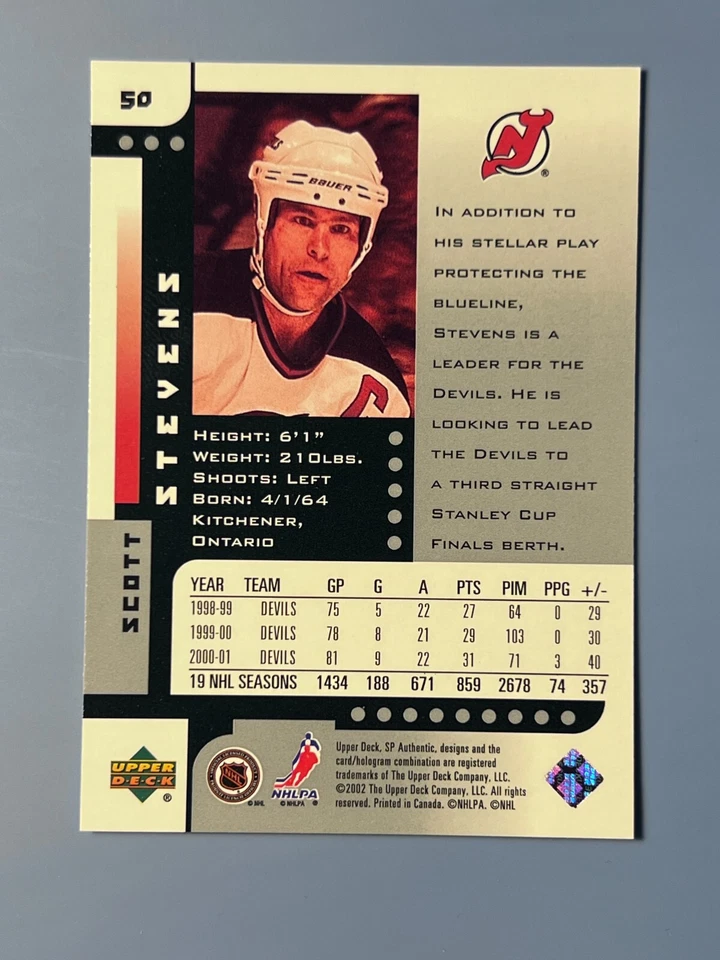 50
BAUER
C
NJ
®
IN ADDITION TO
HIS STELLAR PLAY
PROTECTING THE
BLUELINE,
STEVENS IS A
LEADER FOR THE
DEVILS. HE IS
LOOKING TO LEAD
THE DEVILS TO
A THIRD STRAIGHT
STANLEY CUP
FINALS BERTH.
SCOTT STEVENS
HEIGHT: 6'1"
WEIGHT: 210LBS.
SHOOTS: LEFT
BORN: 4/1/64
KITCHENER,
ONTARIO
YEAR TEAM GP G A PTS PIM PPG +/-
1998-99 DEVILS 75 5 22 27 64 0 29
1999-00 DEVILS 78 8 21 29 103 0 30
2000-01 DEVILS 81 9 22 31 71 3 40
19 NHL SEASONS 1434 188 671 859 2678 74 357
UPPER
DECK
®
NHL
© NHL
NHLPA
© NHLPA ®
Upper Deck, SP Authentic, designs and the
card/hologram combination are registered
trademarks of The Upper Deck Company, LLC.
©2002 The Upper Deck Company, LLC. All rights
reserved. Printed in Canada. ©NHLPA. ©NHL